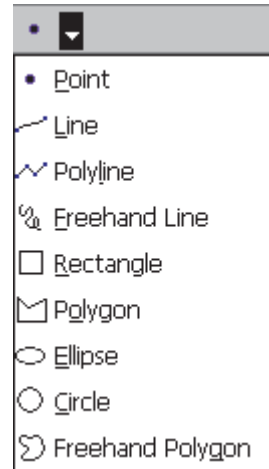 Point
Line
Polyline
Freehand Line
Rectangle
Polygon
Ellipse
Circle
Freehand Polygon